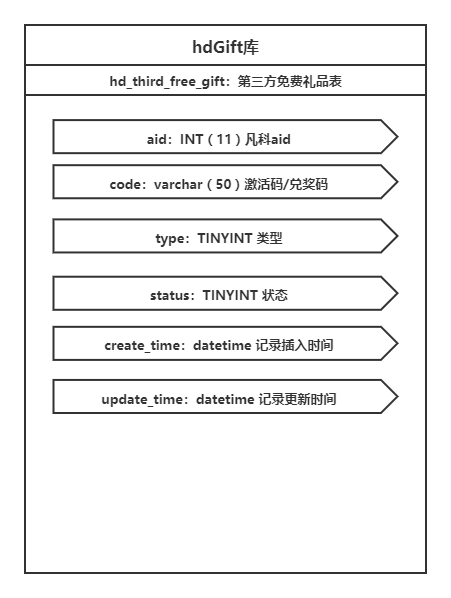 hdGift库
hd_third_free_gift：第三方免费礼品表
aid：INT（11）凡科aid
code：varchar（50）激活码/兑奖码
type：TINYINT 类型
status：TINYINT 状态
create_time：datetime 记录插入时间
update_time：datetime 记录更新时间